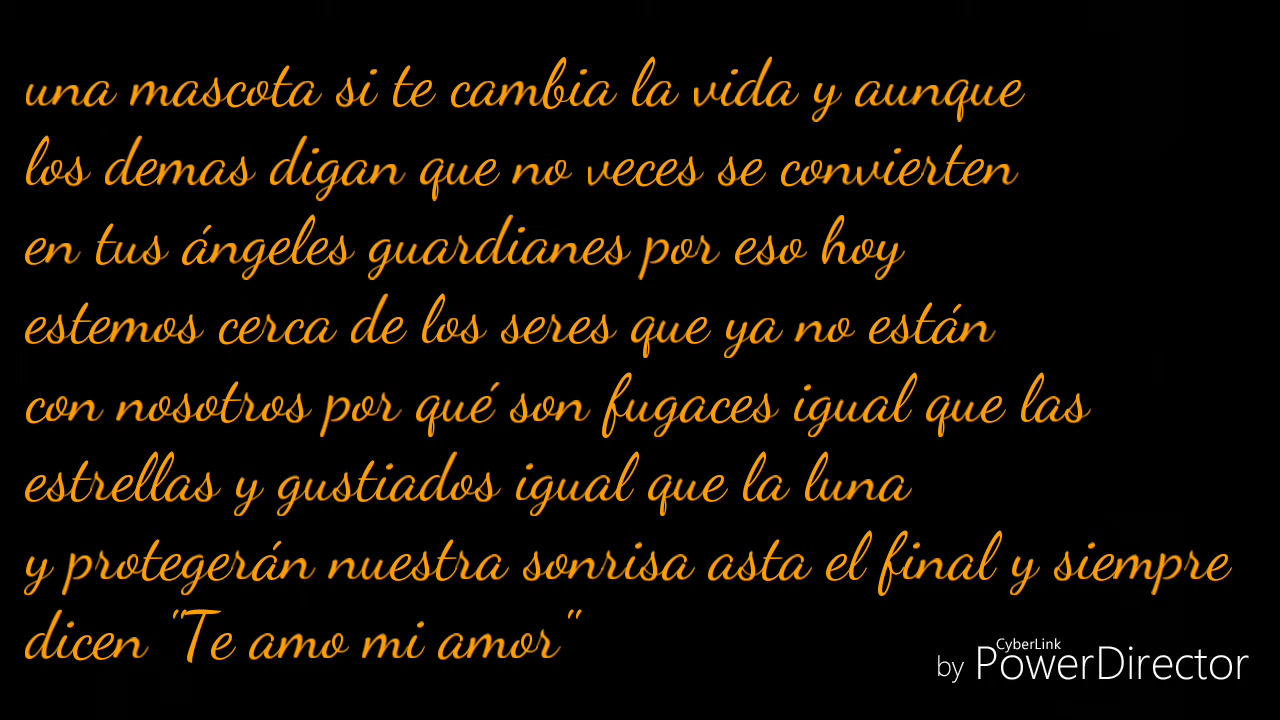 una mascota si te cambia la vida y aunque
los demas digan que no veces se convierten
en tus ángeles guardianes por eso hoy
estemos cerca de los seres que ya no están
con nosotros por qué son fugaces igual que las
estrellas y gustiados igual que la luna
y protegerán nuestra sonrisa asta el final y siempre
dicen "Te amo mi amor"
CyberLink
by PowerDirector